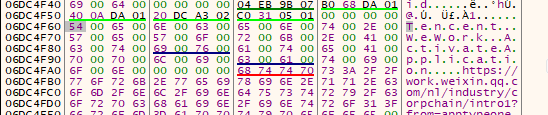 06DC4F40 69 00 64 00 00 00 00 00 04 EB 9B 07 B0 68 DA 01 i.d......ë..°hÚ.
06DC4F50 40 0A DA 01 20 DC A3 02 C0 31 05 01 00 00 00 00 @.Ú. Ü£.À1......
06DC4F60 54 00 65 00 6E 00 63 00 65 00 6E 00 74 00 2E 00 T.e.n.c.e.n.t...
06DC4F70 57 00 65 00 57 00 6F 00 72 00 6B 00 2E 00 41 00 W.e.W.o.r.k...A.
06DC4F80 63 00 74 00 69 00 76 00 61 00 74 00 65 00 41 00 c.t.i.v.a.t.e.A.
06DC4F90 70 00 70 00 6C 00 69 00 63 00 61 00 74 00 69 00 p.p.l.i.c.a.t.i.
06DC4FA0 6F 00 6E 00 00 00 00 00 68 74 74 70 73 3A 2F 2F o.n.....https://
06DC4FB0 77 6F 72 6B 2E 77 65 69 78 69 6E 2E 71 71 2E 63 work.weixin.qq.c
06DC4FC0 6F 6D 2F 6E 6C 2F 69 6E 64 75 73 74 72 79 2F 63 om/nl/industry/c
06DC4FD0 6F 72 70 63 68 61 69 6E 2F 69 6E 74 72 6F 31 3F orpchain/intro1?